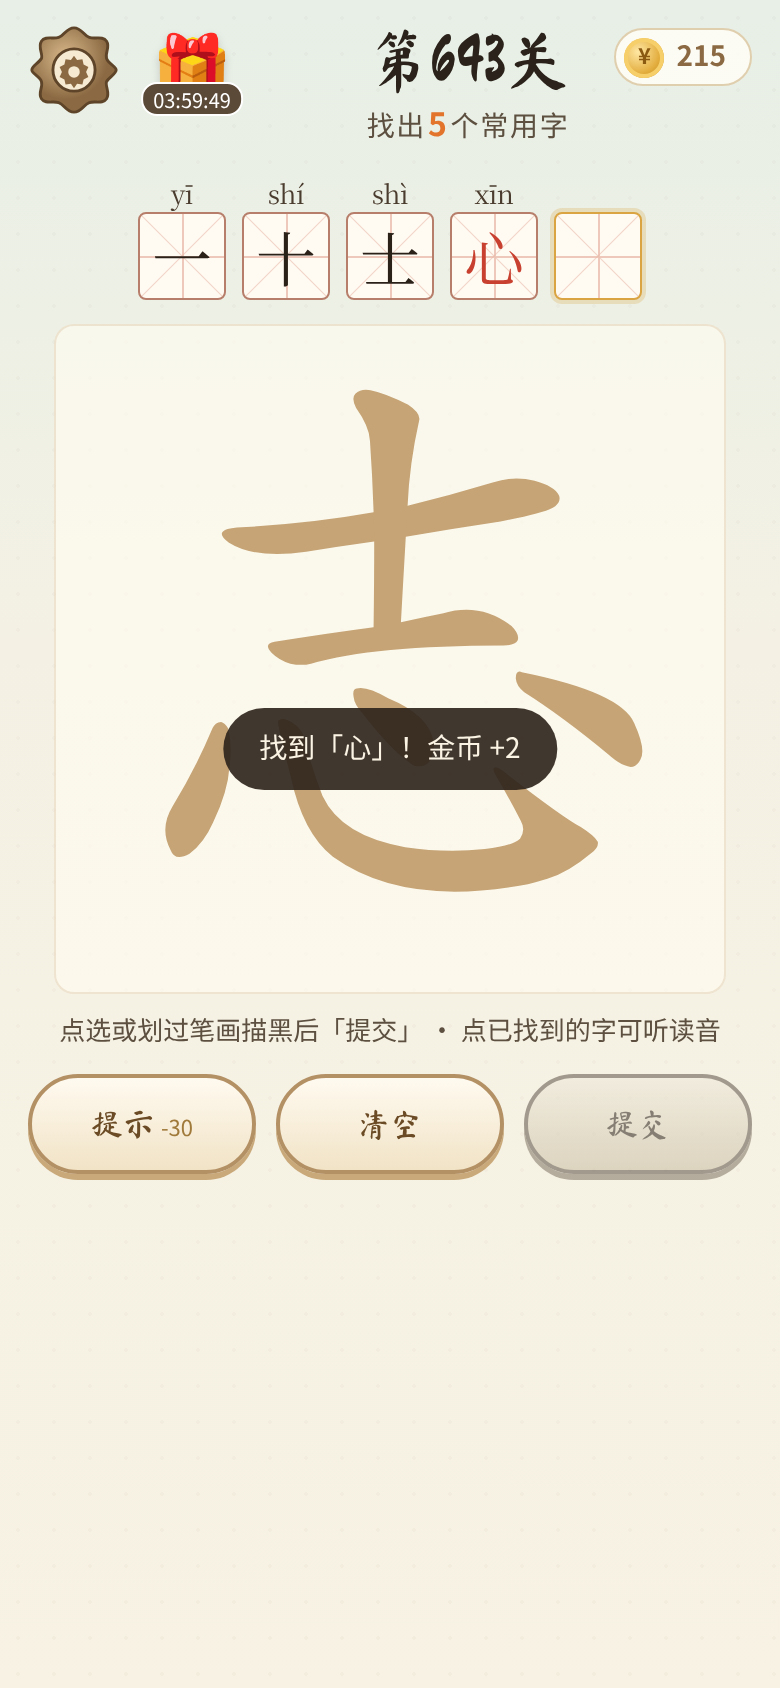 第643关
¥ 215
03:59:49
找出5个常用字
yī shí shì xīn
一 十 士 心
志
找到「心」！金币 +2
点选或划过笔画描黑后「提交」 • 点已找到的字可听读音
提示 -30 清空 提交